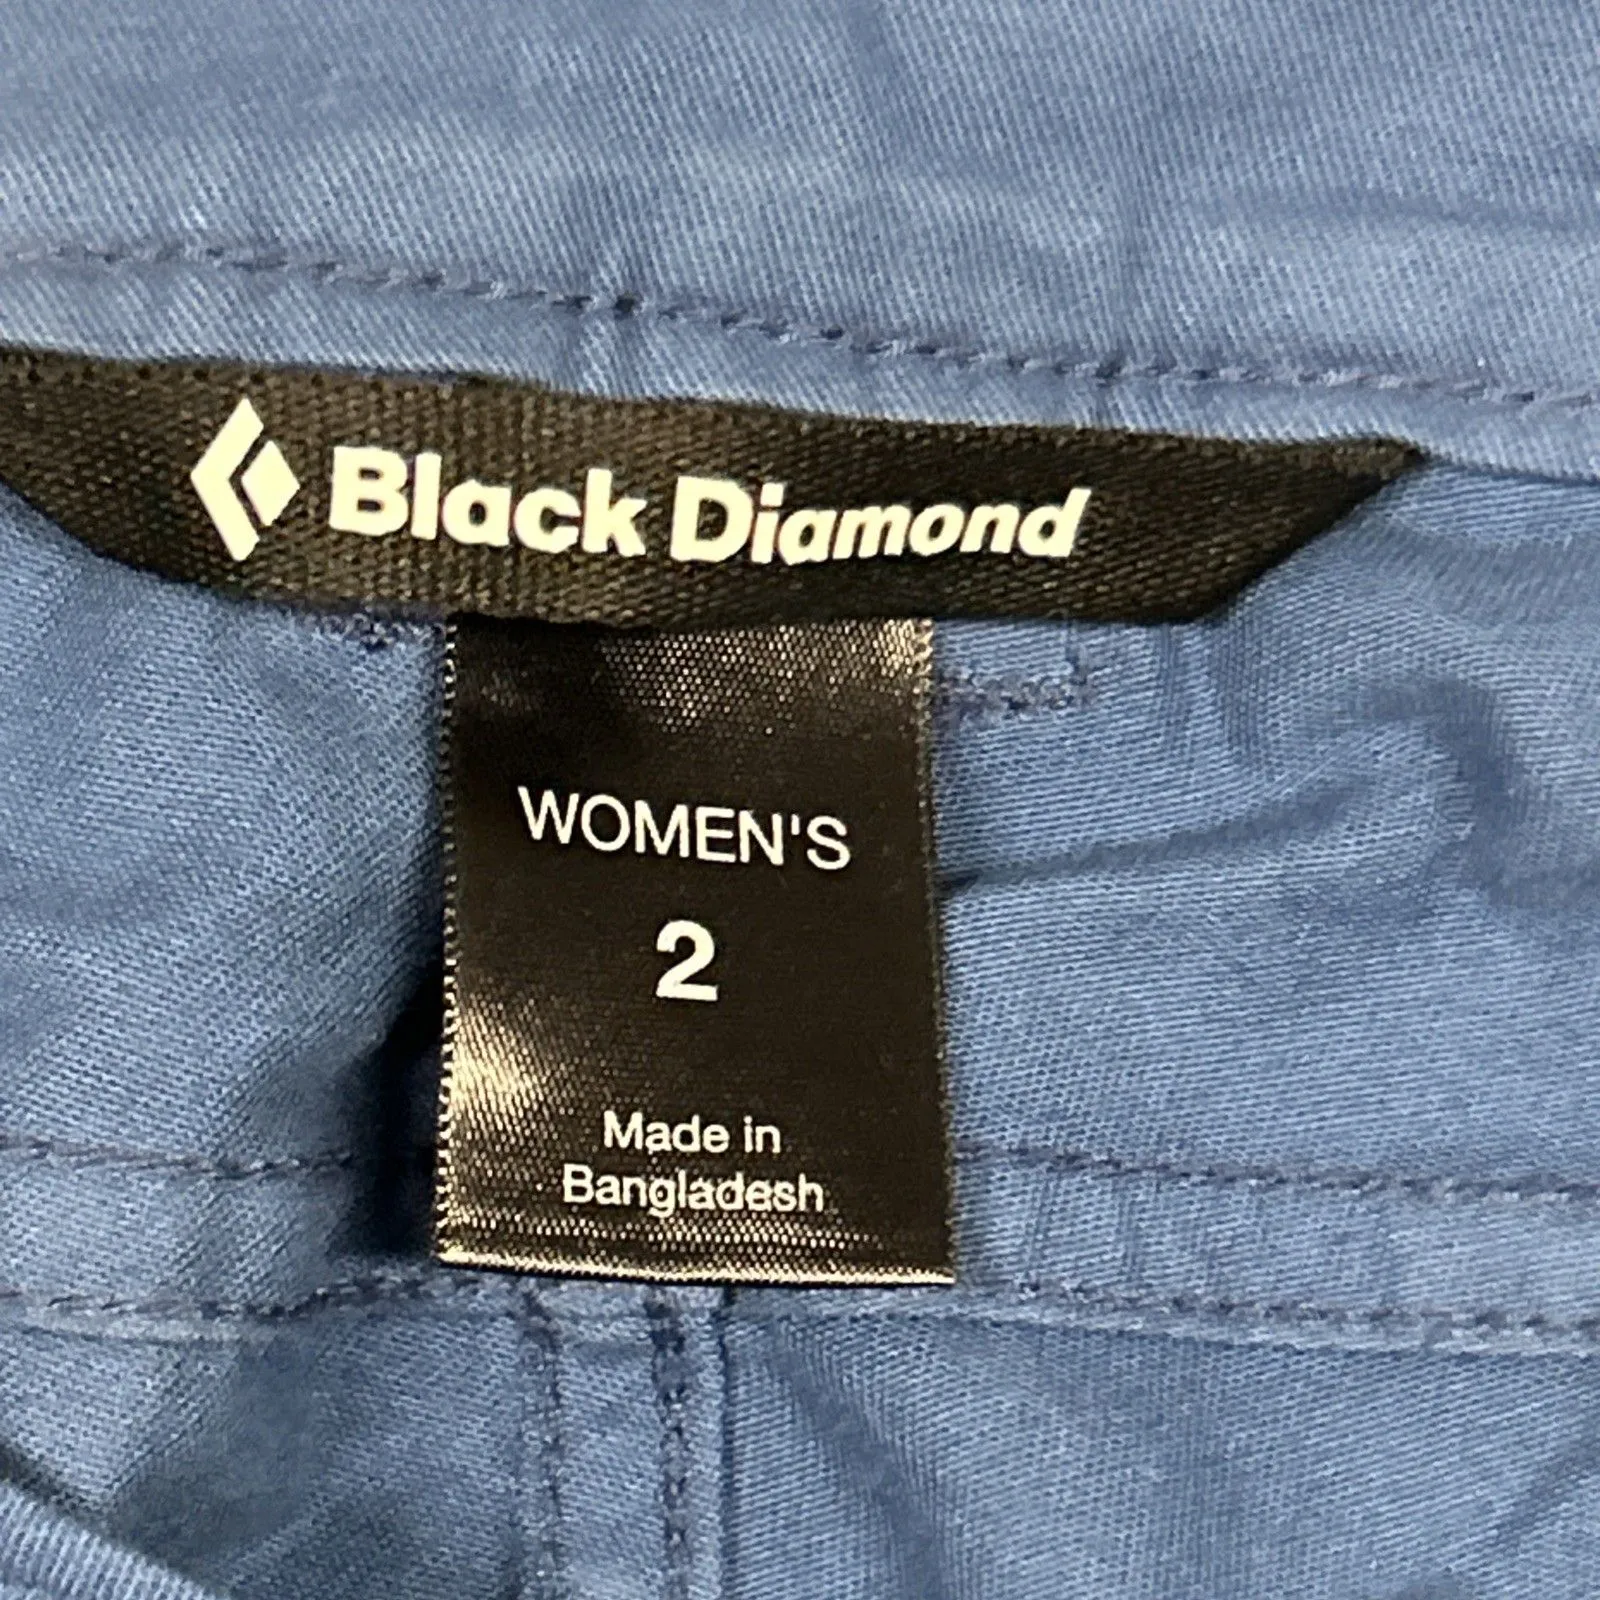 Black Diamond
WOMEN'S
2
Made in
Bangladesh